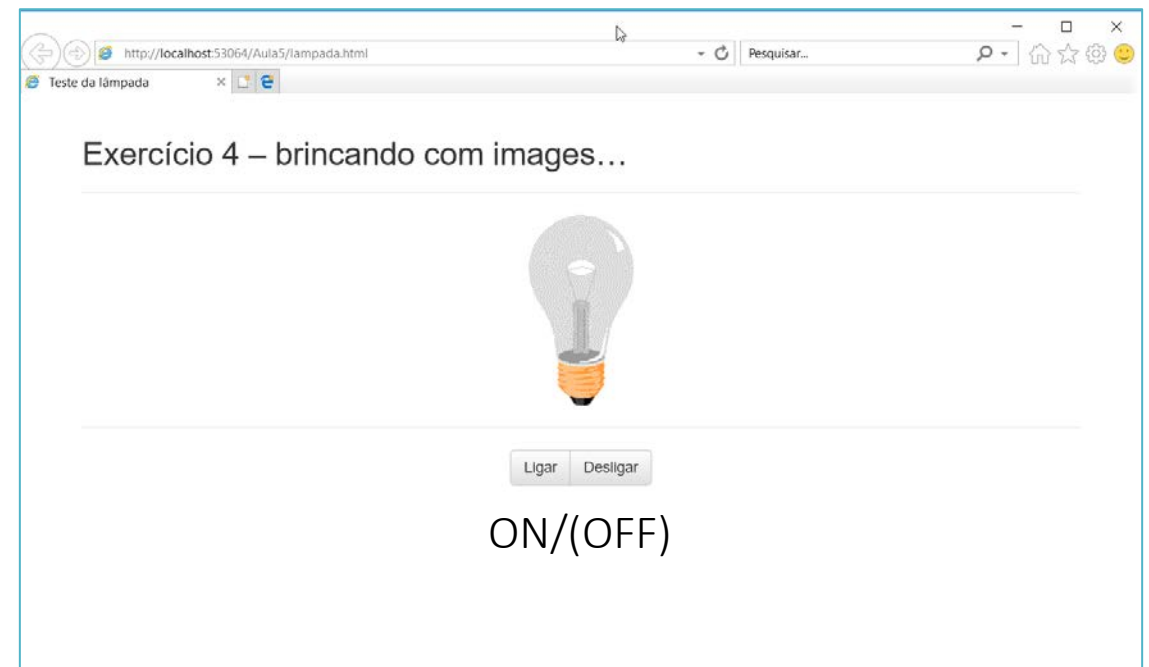 http://localhost:53064/Aula5/lampada.html
Pesquisar...
Teste da lâmpada
Exercício 4 – brincando com images…
Ligar
Desligar
ON/(OFF)